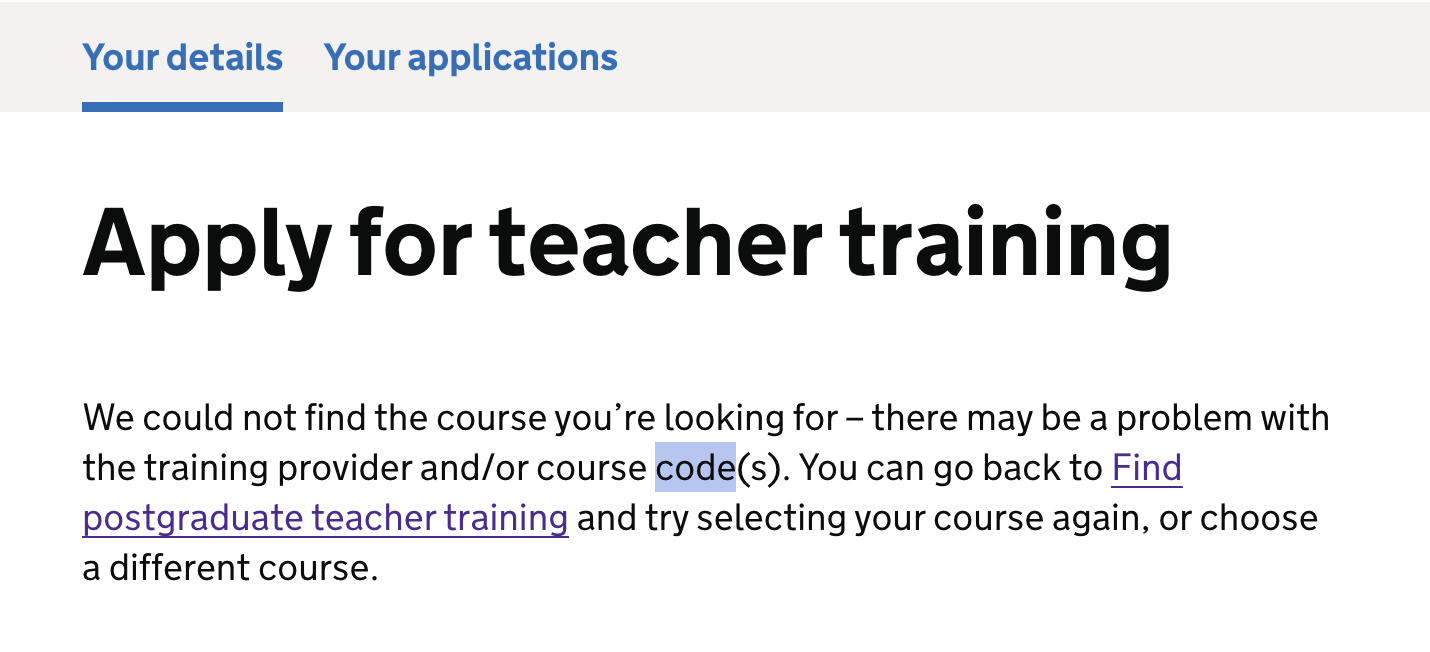 Your details Your applications
Apply for teacher training
We could not find the course you’re looking for – there may be a problem with
the training provider and/or course code(s). You can go back to Find
postgraduate teacher training and try selecting your course again, or choose
a different course.